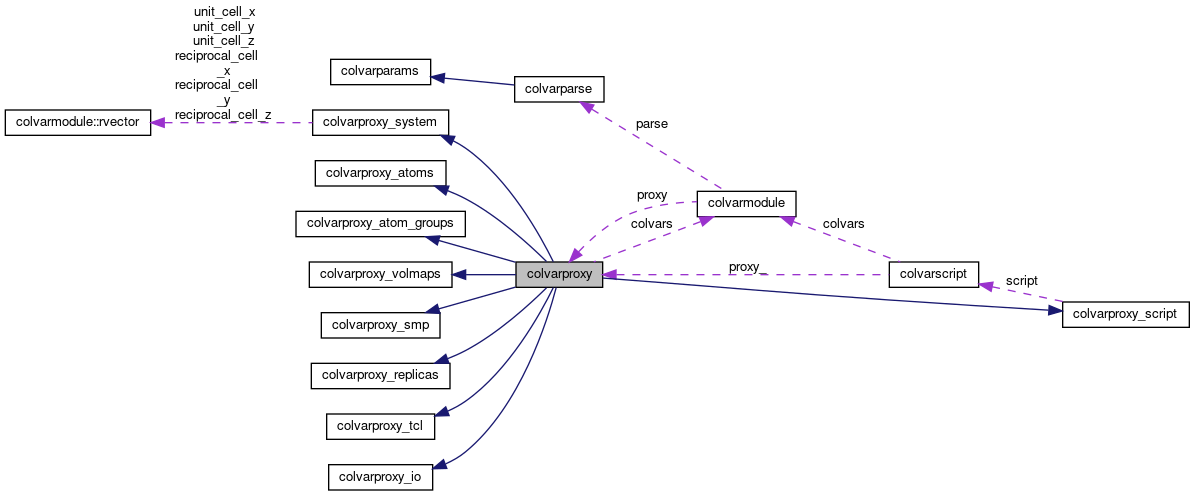 unit_cell_x
unit_cell_y
unit_cell_z
reciprocal_cell
_x
reciprocal_cell
_y
reciprocal_cell_z
colvarparams
colvarparse
colvarmodule::rvector
colvarproxy_system
parse
colvarproxy_atoms
proxy
colvarmodule
colvarproxy_atom_groups
colvars
colvars
colvarproxy_volmaps
colvarproxy
proxy_
colvarscript
script
colvarproxy_script
colvarproxy_smp
colvarproxy_replicas
colvarproxy_tcl
colvarproxy_io